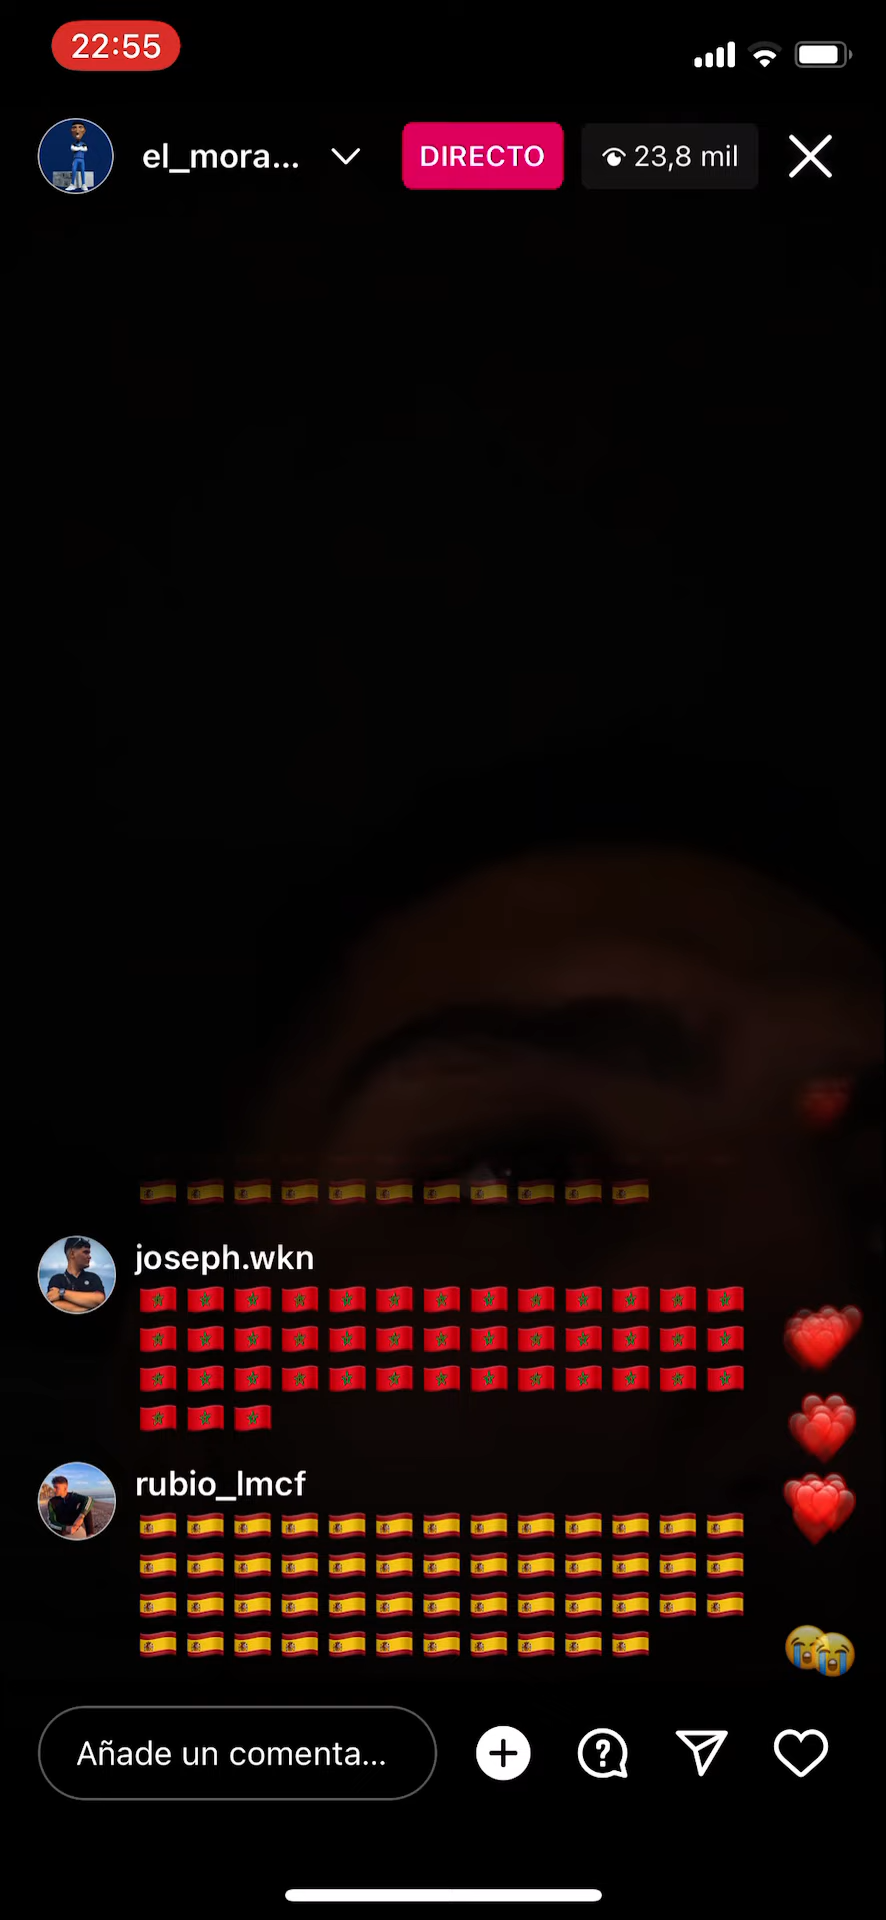 22:55
el_mora...
DIRECTO
23,8 mil
🇪🇸🇪🇸🇪🇸🇪🇸🇪🇸🇪🇸🇪🇸🇪🇸🇪🇸🇪🇸🇪🇸
joseph.wkn
🇲🇦🇲🇦🇲🇦🇲🇦🇲🇦🇲🇦🇲🇦🇲🇦🇲🇦🇲🇦🇲🇦🇲🇦🇲🇦
🇲🇦🇲🇦🇲🇦🇲🇦🇲🇦🇲🇦🇲🇦🇲🇦🇲🇦🇲🇦🇲🇦🇲🇦🇲🇦
🇲🇦🇲🇦🇲🇦🇲🇦🇲🇦🇲🇦🇲🇦🇲🇦🇲🇦🇲🇦🇲🇦🇲🇦🇲🇦
🇲🇦🇲🇦🇲🇦
rubio_lmcf
🇪🇸🇪🇸🇪🇸🇪🇸🇪🇸🇪🇸🇪🇸🇪🇸🇪🇸🇪🇸🇪🇸🇪🇸🇪🇸
🇪🇸🇪🇸🇪🇸🇪🇸🇪🇸🇪🇸🇪🇸🇪🇸🇪🇸🇪🇸🇪🇸🇪🇸🇪🇸
🇪🇸🇪🇸🇪🇸🇪🇸🇪🇸🇪🇸🇪🇸🇪🇸🇪🇸🇪🇸🇪🇸🇪🇸🇪🇸
🇪🇸🇪🇸🇪🇸🇪🇸🇪🇸🇪🇸🇪🇸🇪🇸🇪🇸🇪🇸🇪🇸
Añade un comenta...